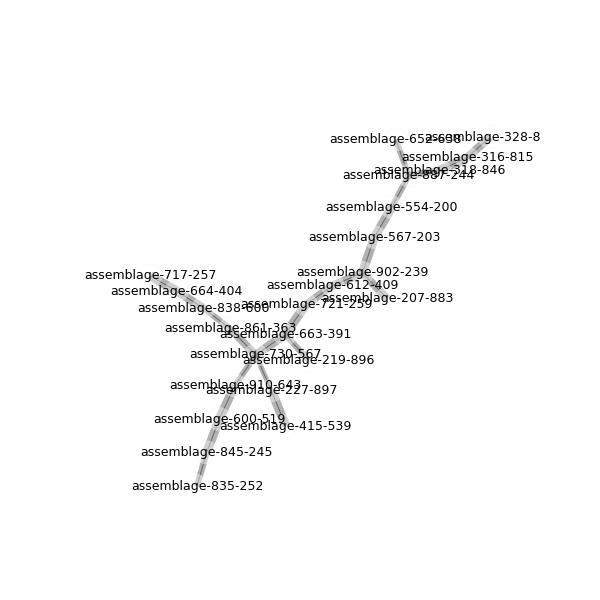 assemblage-652-638
assemblage-328-8
assemblage-316-815
assemblage-318-846
assemblage-887-244
assemblage-554-200
assemblage-567-203
assemblage-902-239
assemblage-717-257
assemblage-612-409
assemblage-664-404
assemblage-207-883
assemblage-721-259
assemblage-838-600
assemblage-861-363
assemblage-663-391
assemblage-730-567
assemblage-219-896
assemblage-910-643
assemblage-227-897
assemblage-600-519
assemblage-415-539
assemblage-845-245
assemblage-835-252